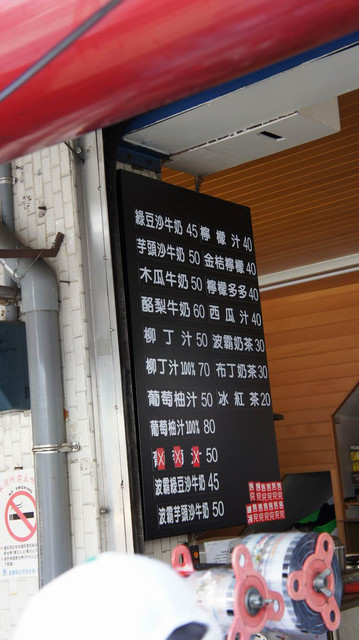 綠豆沙牛奶 45 檸檬汁 40
芋頭沙牛奶 50 金桔檸檬 40
木瓜牛奶 50 檸檬多多 40
酪梨牛奶 60 西瓜汁 40
柳丁汁 50 波霸奶茶 30
柳丁汁100% 70 布丁奶茶 30
葡萄柚汁 50 冰紅茶 20
葡萄柚汁100% 80
50
波霸綠豆沙牛奶 45
波霸芋頭沙牛奶 50